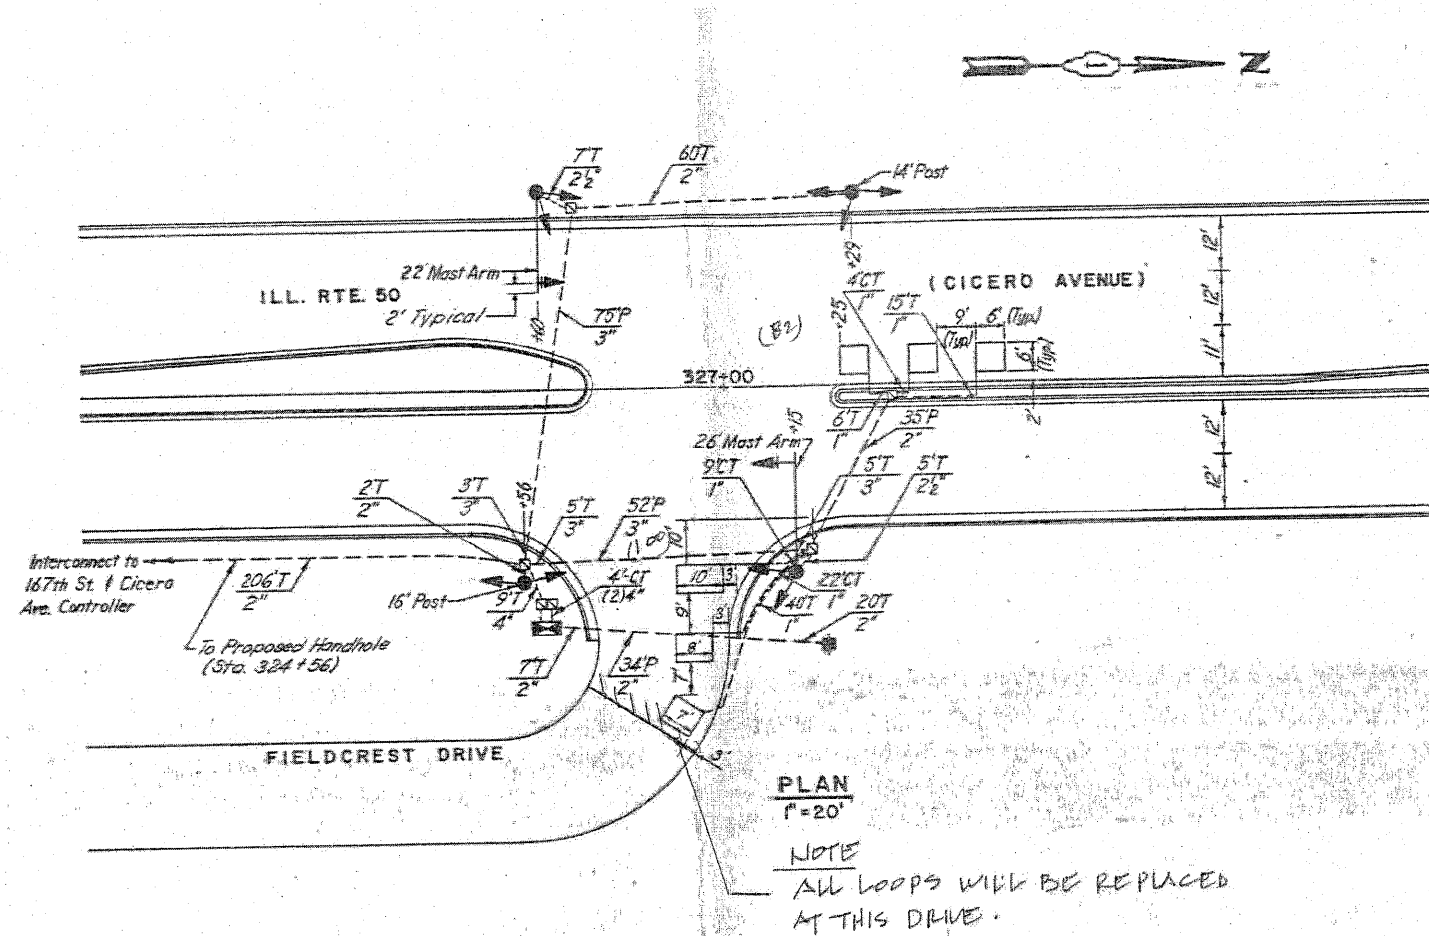 N
7'T
2½"
60'T
2"
14' Post
22' Mast Arm
ILL. RTE. 50
2' Typical
+60
75'P
3"
(82)
+29
(CICERO AVENUE)
4'CT
1"
15'T
1"
+25
9'
(Typ.)
6' (Typ.)
6'
(Typ.)
12'
12'
11'
327+00
2'
12'
12'
6'T
1"
35'P
2"
+15
26' Mast Arm
9'CT
1"
5'T
3"
5'T
2½"
2'T
2"
3'T
3"
+56
5'T
3"
52'P
3"
10'
Interconnect to
167th St. & Cicero
Ave. Controller
206'T
2"
16' Post
9'T
4"
4'-CT
(2)4"
10'
3'
9'
3'
8'
22'CT
1"
40'T
1"
20'T
2"
To Proposed Handhole
(Sta. 324+56)
7'T
2"
34'P
2"
7'
3'
FIELDCREST DRIVE
PLAN
1"=20'
NOTE
ALL LOOPS WILL BE REPLACED
AT THIS DRIVE.